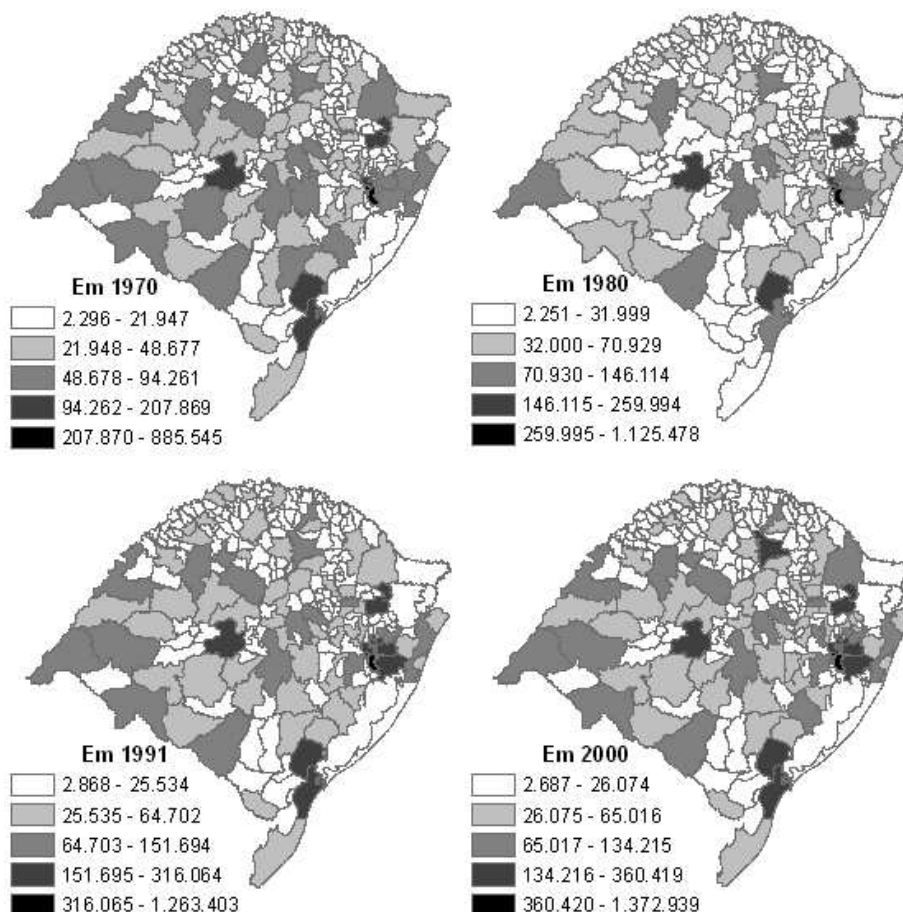 Em 1970
2.296 - 21.947
21.948 - 48.677
48.678 - 94.261
94.262 - 207.869
207.870 - 885.545
Em 1980
2.251 - 31.999
32.000 - 70.929
70.930 - 146.114
146.115 - 259.994
259.995 - 1.125.478
Em 1991
2.868 - 25.534
25.535 - 64.702
64.703 - 151.694
151.695 - 316.064
316.065 - 1.263.403
Em 2000
2.687 - 26.074
26.075 - 65.016
65.017 - 134.215
134.216 - 360.419
360.420 - 1.372.939